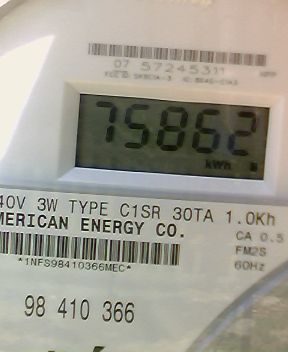 07 57245311
75862
kWh
40V 3W TYPE C1SR 30TA 1.0Kh
MERICAN ENERGY CO.
CA 0.5
FM2S
60Hz
*1NFS98410366MEC*
98 410 366